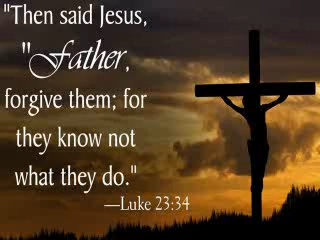 "Then said Jesus,
"Father,
forgive them; for
they know not
what they do."
—Luke 23:34